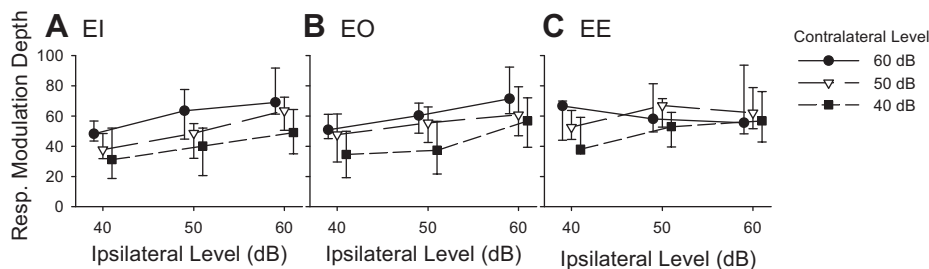 A EI
B EO
C EE
Contralateral Level
60 dB
50 dB
40 dB
Resp. Modulation Depth
100
80
60
40
20
0
40 50 60
40 50 60
40 50 60
Ipsilateral Level (dB)
Ipsilateral Level (dB)
Ipsilateral Level (dB)